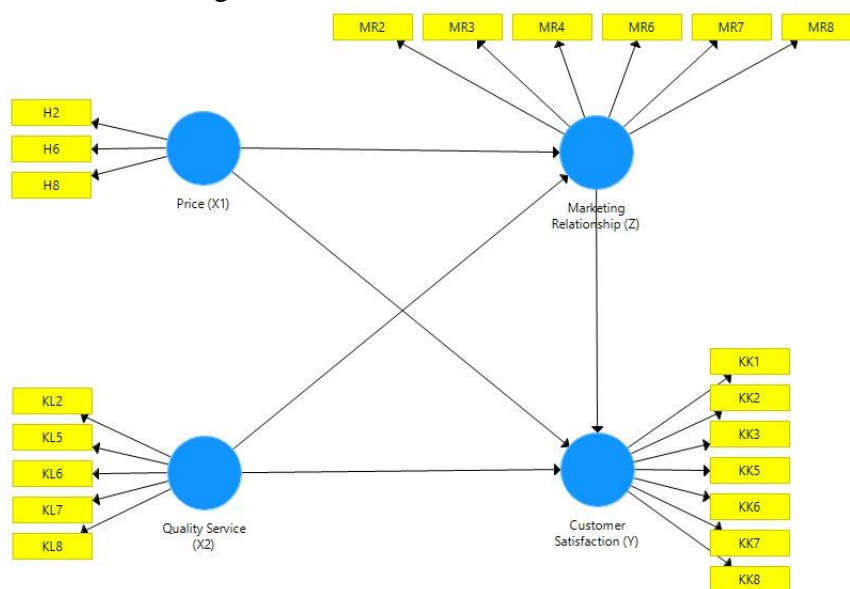 MR2
MR3
MR4
MR6
MR7
MR8
H2
H6
H8
Price (X1)
Marketing
Relationship (Z)
KL2
KL5
KL6
KL7
KL8
Quality Service
(X2)
KK1
KK2
KK3
KK5
KK6
KK7
KK8
Customer
Satisfaction (Y)